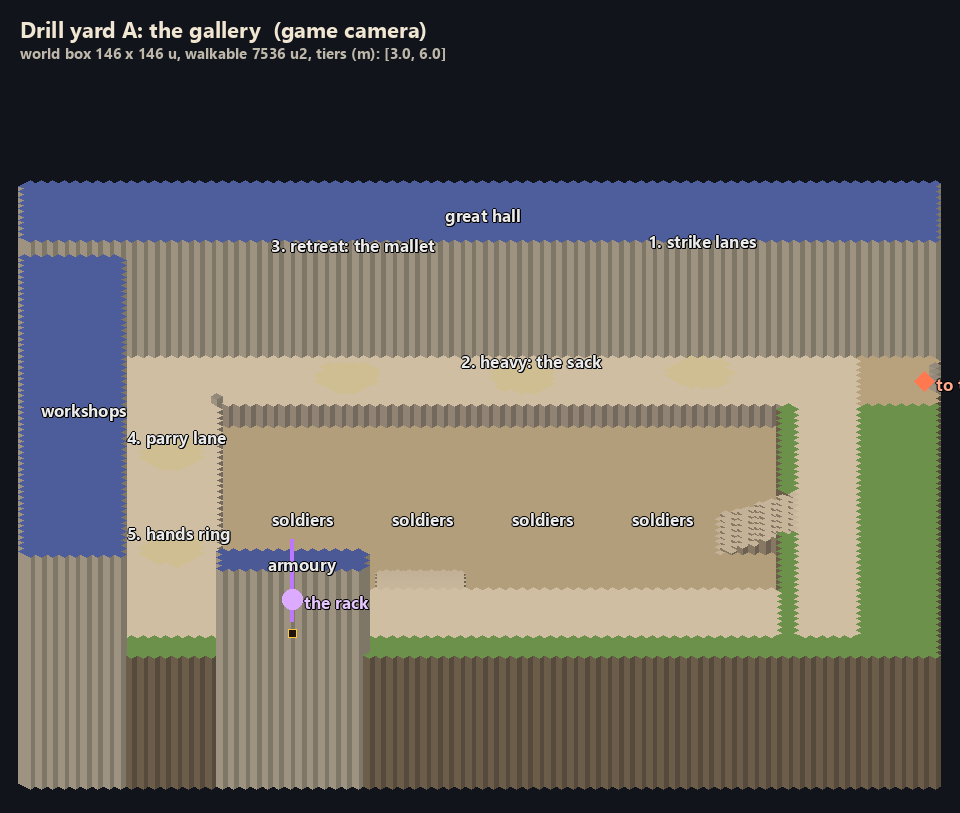 Drill yard A: the gallery (game camera)
world box 146 x 146 u, walkable 7536 u2, tiers (m): [3.0, 6.0]
great hall
3. retreat: the mallet
1. strike lanes
2. heavy: the sack
to
workshops
4. parry lane
soldiers
soldiers
soldiers
soldiers
5. hands ring
armoury
the rack